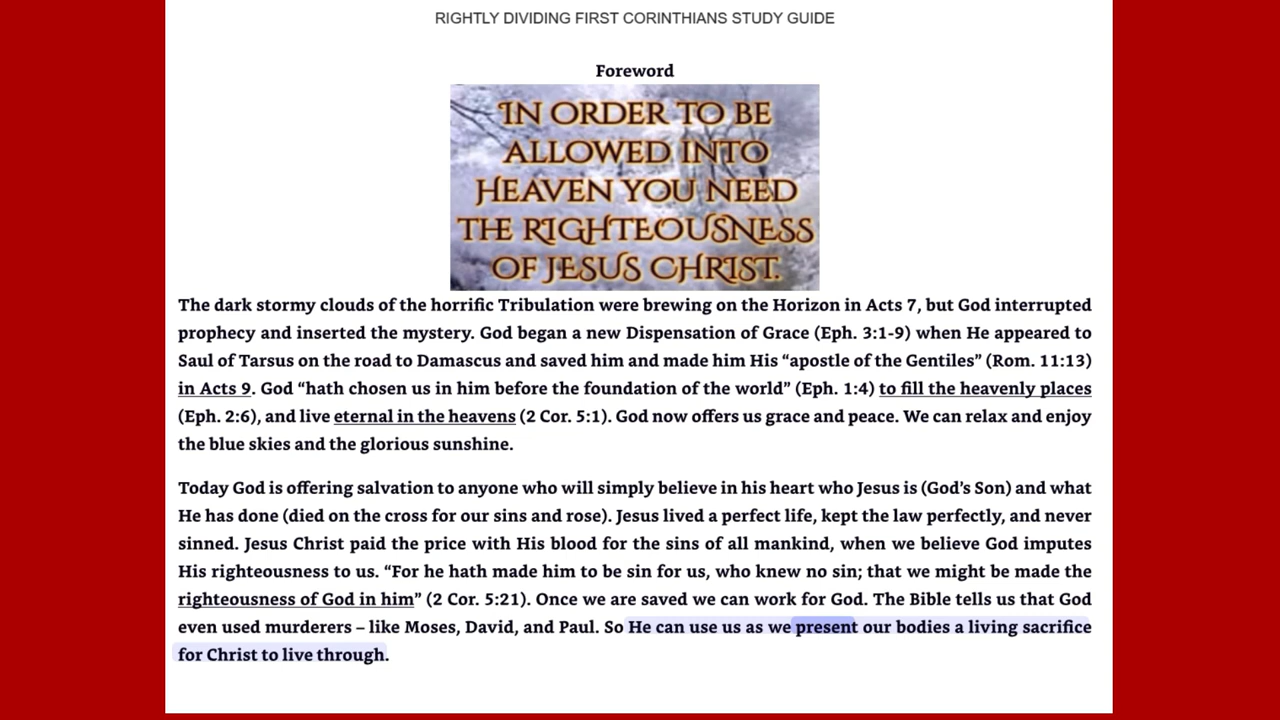 RIGHTLY DIVIDING FIRST CORINTHIANS STUDY GUIDE
Foreword
IN ORDER TO BE
ALLOWED INTO
HEAVEN YOU NEED
THE RIGHTEOUSNESS
OF JESUS CHRIST.
The dark stormy clouds of the horrific Tribulation were brewing on the Horizon in Acts 7, but God interrupted
prophecy and inserted the mystery. God began a new Dispensation of Grace (Eph. 3:1-9) when He appeared to
Saul of Tarsus on the road to Damascus and saved him and made him His “apostle of the Gentiles” (Rom. 11:13)
in Acts 9. God “hath chosen us in him before the foundation of the world” (Eph. 1:4) to fill the heavenly places
(Eph. 2:6), and live eternal in the heavens (2 Cor. 5:1). God now offers us grace and peace. We can relax and enjoy
the blue skies and the glorious sunshine.
Today God is offering salvation to anyone who will simply believe in his heart who Jesus is (God’s Son) and what
He has done (died on the cross for our sins and rose). Jesus lived a perfect life, kept the law perfectly, and never
sinned. Jesus Christ paid the price with His blood for the sins of all mankind, when we believe God imputes
His righteousness to us. “For he hath made him to be sin for us, who knew no sin; that we might be made the
righteousness of God in him” (2 Cor. 5:21). Once we are saved we can work for God. The Bible tells us that God
even used murderers – like Moses, David, and Paul. So He can use us as we present our bodies a living sacrifice
for Christ to live through.